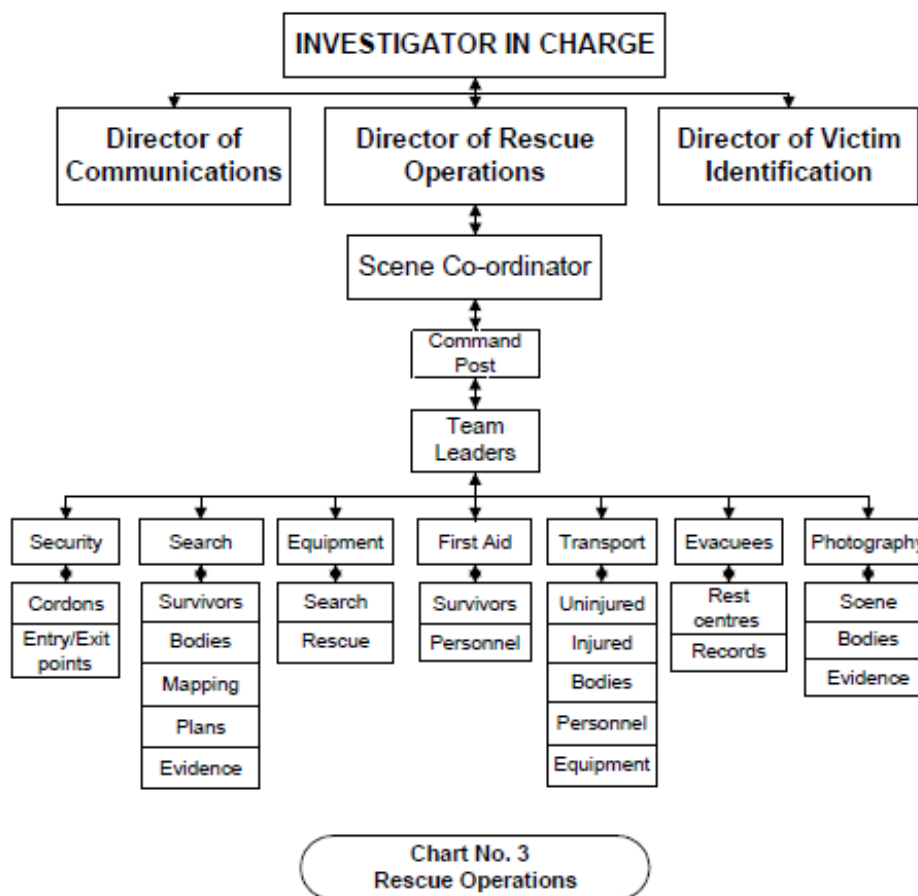 INVESTIGATOR IN CHARGE
Director of
Communications
Director of Rescue
Operations
Director of Victim
Identification
Scene Co-ordinator
Command
Post
Team
Leaders
Security
Search
Equipment
First Aid
Transport
Evacuees
Photography
Cordons
Entry/Exit
points
Survivors
Bodies
Mapping
Plans
Evidence
Search
Rescue
Survivors
Personnel
Uninjured
Injured
Bodies
Personnel
Equipment
Rest
centres
Records
Scene
Bodies
Evidence
Chart No. 3
Rescue Operations